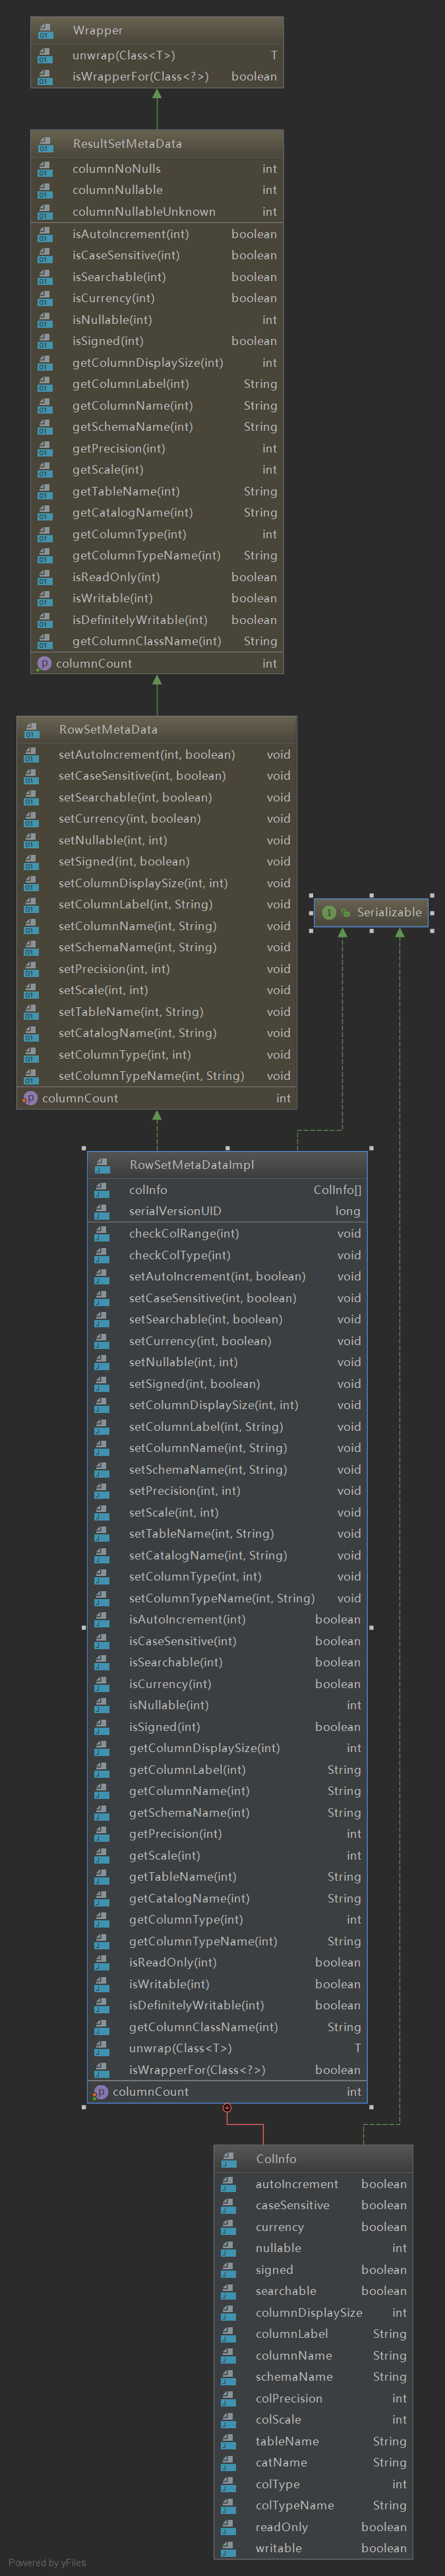 Wrapper
unwrap(Class<T>) T
isWrapperFor(Class<?>) boolean
ResultSetMetaData
columnNoNulls int
columnNullable int
columnNullableUnknown int
isAutoIncrement(int) boolean
isCaseSensitive(int) boolean
isSearchable(int) boolean
isCurrency(int) boolean
isNullable(int) int
isSigned(int) boolean
getColumnDisplaySize(int) int
getColumnLabel(int) String
getColumnName(int) String
getSchemaName(int) String
getPrecision(int) int
getScale(int) int
getTableName(int) String
getCatalogName(int) String
getColumnType(int) int
getColumnTypeName(int) String
isReadOnly(int) boolean
isWritable(int) boolean
isDefinitelyWritable(int) boolean
getColumnClassName(int) String
columnCount int
RowSetMetaData
setAutoIncrement(int, boolean) void
setCaseSensitive(int, boolean) void
setSearchable(int, boolean) void
setCurrency(int, boolean) void
setNullable(int, int) void
setSigned(int, boolean) void
setColumnDisplaySize(int, int) void
setColumnLabel(int, String) void
setColumnName(int, String) void
setSchemaName(int, String) void
setPrecision(int, int) void
setScale(int, int) void
setTableName(int, String) void
setCatalogName(int, String) void
setColumnType(int, int) void
setColumnTypeName(int, String) void
columnCount int
Serializable
RowSetMetaDataImpl
colInfo ColInfo[]
serialVersionUID long
checkColRange(int) void
checkColType(int) void
setAutoIncrement(int, boolean) void
setCaseSensitive(int, boolean) void
setSearchable(int, boolean) void
setCurrency(int, boolean) void
setNullable(int, int) void
setSigned(int, boolean) void
setColumnDisplaySize(int, int) void
setColumnLabel(int, String) void
setColumnName(int, String) void
setSchemaName(int, String) void
setPrecision(int, int) void
setScale(int, int) void
setTableName(int, String) void
setCatalogName(int, String) void
setColumnType(int, int) void
setColumnTypeName(int, String) void
isAutoIncrement(int) boolean
isCaseSensitive(int) boolean
isSearchable(int) boolean
isCurrency(int) boolean
isNullable(int) int
isSigned(int) boolean
getColumnDisplaySize(int) int
getColumnLabel(int) String
getColumnName(int) String
getSchemaName(int) String
getPrecision(int) int
getScale(int) int
getTableName(int) String
getCatalogName(int) String
getColumnType(int) int
getColumnTypeName(int) String
isReadOnly(int) boolean
isWritable(int) boolean
isDefinitelyWritable(int) boolean
getColumnClassName(int) String
unwrap(Class<T>) T
isWrapperFor(Class<?>) boolean
columnCount int
ColInfo
autoIncrement boolean
caseSensitive boolean
currency boolean
nullable int
signed boolean
searchable boolean
columnDisplaySize int
columnLabel String
columnName String
schemaName String
colPrecision int
colScale int
tableName String
catName String
colType int
colTypeName String
readOnly boolean
writable boolean
Powered by yFiles